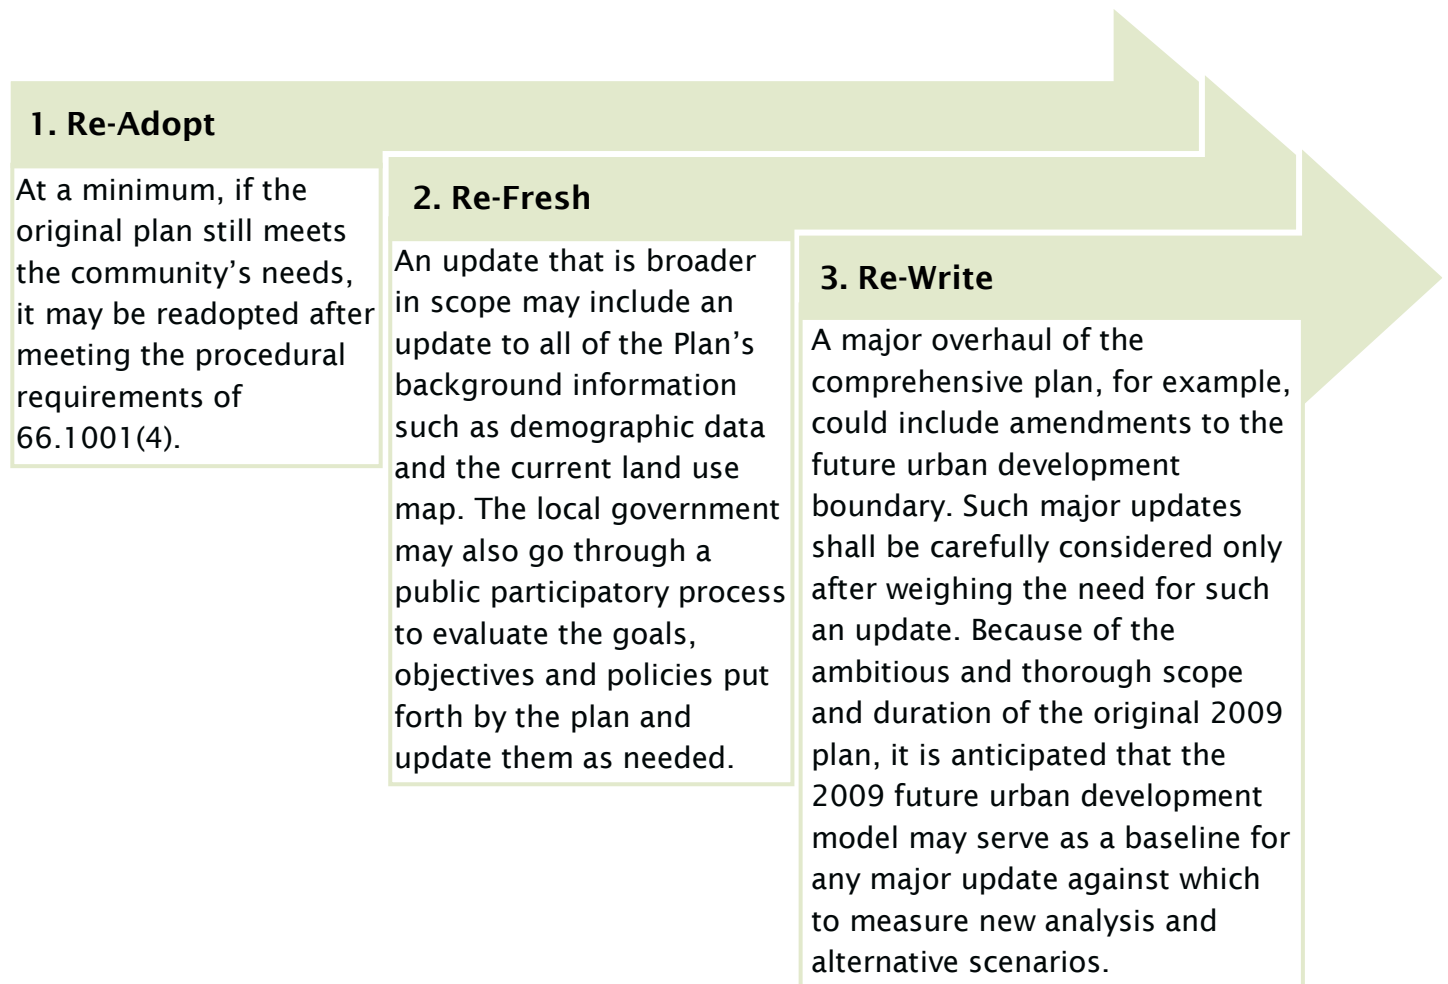 1. Re-Adopt
At a minimum, if the
original plan still meets
the community’s needs,
it may be readopted after
meeting the procedural
requirements of
66.1001(4).
2. Re-Fresh
An update that is broader
in scope may include an
update to all of the Plan’s
background information
such as demographic data
and the current land use
map. The local government
may also go through a
public participatory process
to evaluate the goals,
objectives and policies put
forth by the plan and
update them as needed.
3. Re-Write
A major overhaul of the
comprehensive plan, for example,
could include amendments to the
future urban development
boundary. Such major updates
shall be carefully considered only
after weighing the need for such
an update. Because of the
ambitious and thorough scope
and duration of the original 2009
plan, it is anticipated that the
2009 future urban development
model may serve as a baseline for
any major update against which
to measure new analysis and
alternative scenarios.